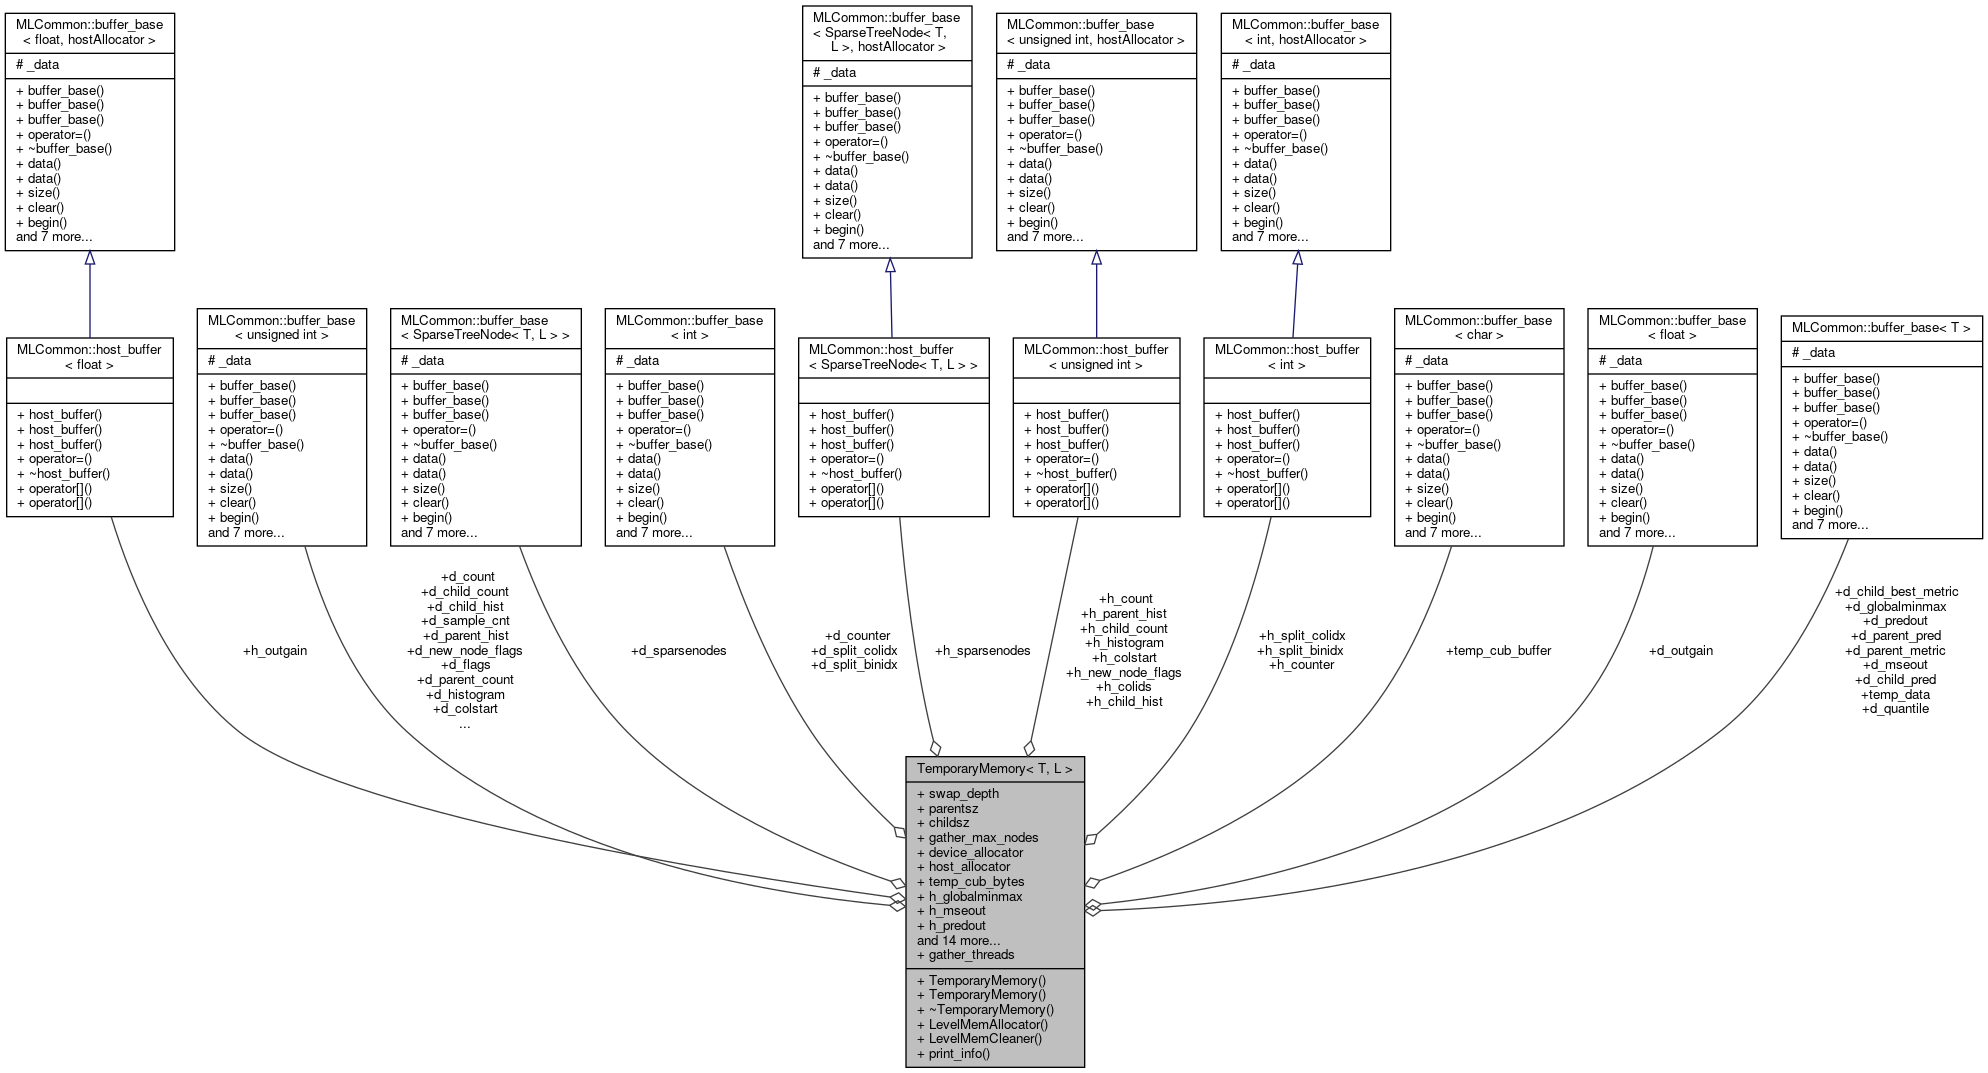 MLCommon::buffer_base
< float, hostAllocator >
# _data
+ buffer_base()
+ buffer_base()
+ buffer_base()
+ operator=()
+ ~buffer_base()
+ data()
+ data()
+ size()
+ clear()
+ begin()
and 7 more...
MLCommon::buffer_base
< SparseTreeNode< T,
L >, hostAllocator >
# _data
+ buffer_base()
+ buffer_base()
+ buffer_base()
+ operator=()
+ ~buffer_base()
+ data()
+ data()
+ size()
+ clear()
+ begin()
and 7 more...
MLCommon::buffer_base
< unsigned int, hostAllocator >
# _data
+ buffer_base()
+ buffer_base()
+ buffer_base()
+ operator=()
+ ~buffer_base()
+ data()
+ data()
+ size()
+ clear()
+ begin()
and 7 more...
MLCommon::buffer_base
< int, hostAllocator >
# _data
+ buffer_base()
+ buffer_base()
+ buffer_base()
+ operator=()
+ ~buffer_base()
+ data()
+ data()
+ size()
+ clear()
+ begin()
and 7 more...
MLCommon::host_buffer
< float >
+ host_buffer()
+ host_buffer()
+ host_buffer()
+ operator=()
+ ~host_buffer()
+ operator[]()
+ operator[]()
MLCommon::buffer_base
< unsigned int >
# _data
+ buffer_base()
+ buffer_base()
+ buffer_base()
+ operator=()
+ ~buffer_base()
+ data()
+ data()
+ size()
+ clear()
+ begin()
and 7 more...
MLCommon::buffer_base
< SparseTreeNode< T, L > >
# _data
+ buffer_base()
+ buffer_base()
+ buffer_base()
+ operator=()
+ ~buffer_base()
+ data()
+ data()
+ size()
+ clear()
+ begin()
and 7 more...
MLCommon::buffer_base
< int >
# _data
+ buffer_base()
+ buffer_base()
+ buffer_base()
+ operator=()
+ ~buffer_base()
+ data()
+ data()
+ size()
+ clear()
+ begin()
and 7 more...
MLCommon::host_buffer
< SparseTreeNode< T, L > >
+ host_buffer()
+ host_buffer()
+ host_buffer()
+ operator=()
+ ~host_buffer()
+ operator[]()
+ operator[]()
MLCommon::host_buffer
< unsigned int >
+ host_buffer()
+ host_buffer()
+ host_buffer()
+ operator=()
+ ~host_buffer()
+ operator[]()
+ operator[]()
MLCommon::host_buffer
< int >
+ host_buffer()
+ host_buffer()
+ host_buffer()
+ operator=()
+ ~host_buffer()
+ operator[]()
+ operator[]()
MLCommon::buffer_base
< char >
# _data
+ buffer_base()
+ buffer_base()
+ buffer_base()
+ operator=()
+ ~buffer_base()
+ data()
+ data()
+ size()
+ clear()
+ begin()
and 7 more...
MLCommon::buffer_base
< float >
# _data
+ buffer_base()
+ buffer_base()
+ buffer_base()
+ operator=()
+ ~buffer_base()
+ data()
+ data()
+ size()
+ clear()
+ begin()
and 7 more...
MLCommon::buffer_base< T >
# _data
+ buffer_base()
+ buffer_base()
+ buffer_base()
+ operator=()
+ ~buffer_base()
+ data()
+ data()
+ size()
+ clear()
+ begin()
and 7 more...
+h_outgain
+d_count
+d_child_count
+d_child_hist
+d_sample_cnt
+d_parent_hist
+d_new_node_flags
+d_flags
+d_parent_count
+d_histogram
+d_colstart
...
+d_sparsenodes
+d_counter
+d_split_colidx
+d_split_binidx
+h_sparsenodes
+h_count
+h_parent_hist
+h_child_count
+h_histogram
+h_colstart
+h_new_node_flags
+h_colids
+h_child_hist
+h_split_colidx
+h_split_binidx
+h_counter
+temp_cub_buffer
+d_outgain
+d_child_best_metric
+d_globalminmax
+d_predout
+d_parent_pred
+d_parent_metric
+d_mseout
+d_child_pred
+temp_data
+d_quantile
TemporaryMemory< T, L >
+ swap_depth
+ parentsz
+ childsz
+ gather_max_nodes
+ device_allocator
+ host_allocator
+ temp_cub_bytes
+ h_globalminmax
+ h_mseout
+ h_predout
and 14 more...
+ gather_threads
+ TemporaryMemory()
+ TemporaryMemory()
+ ~TemporaryMemory()
+ LevelMemAllocator()
+ LevelMemCleaner()
+ print_info()